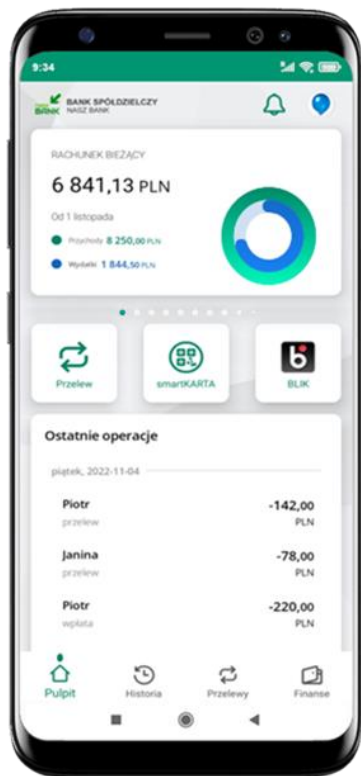 9:34
BANK SPÓŁDZIELCZY
NASZ BANK
RACHUNEK BIEŻĄCY
6 841,13 PLN
Od 1 listopada
Przychody 8 250,00 PLN
Wydatki 1 844,50 PLN
Przelew
smartKARTA
BLIK
Ostatnie operacje
piątek, 2022-11-04
Piotr -142,00
przelew PLN
Janina -78,00
przelew PLN
Piotr -220,00
wpłata PLN
Pulpit Historia Przelewy Finanse